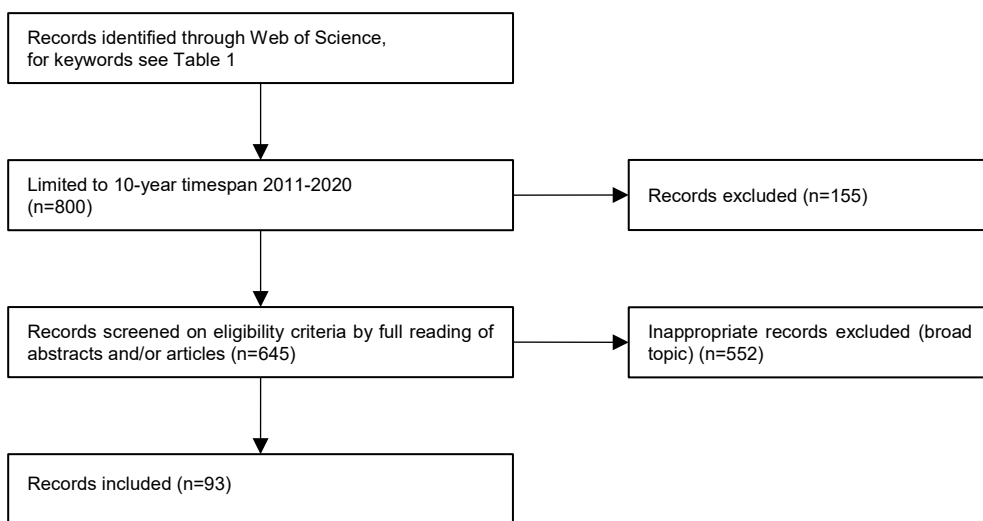 Records identified through Web of Science,
for keywords see Table 1
Limited to 10-year timespan 2011-2020
(n=800)
Records excluded (n=155)
Records screened on eligibility criteria by full reading of
abstracts and/or articles (n=645)
Inappropriate records excluded (broad
topic) (n=552)
Records included (n=93)